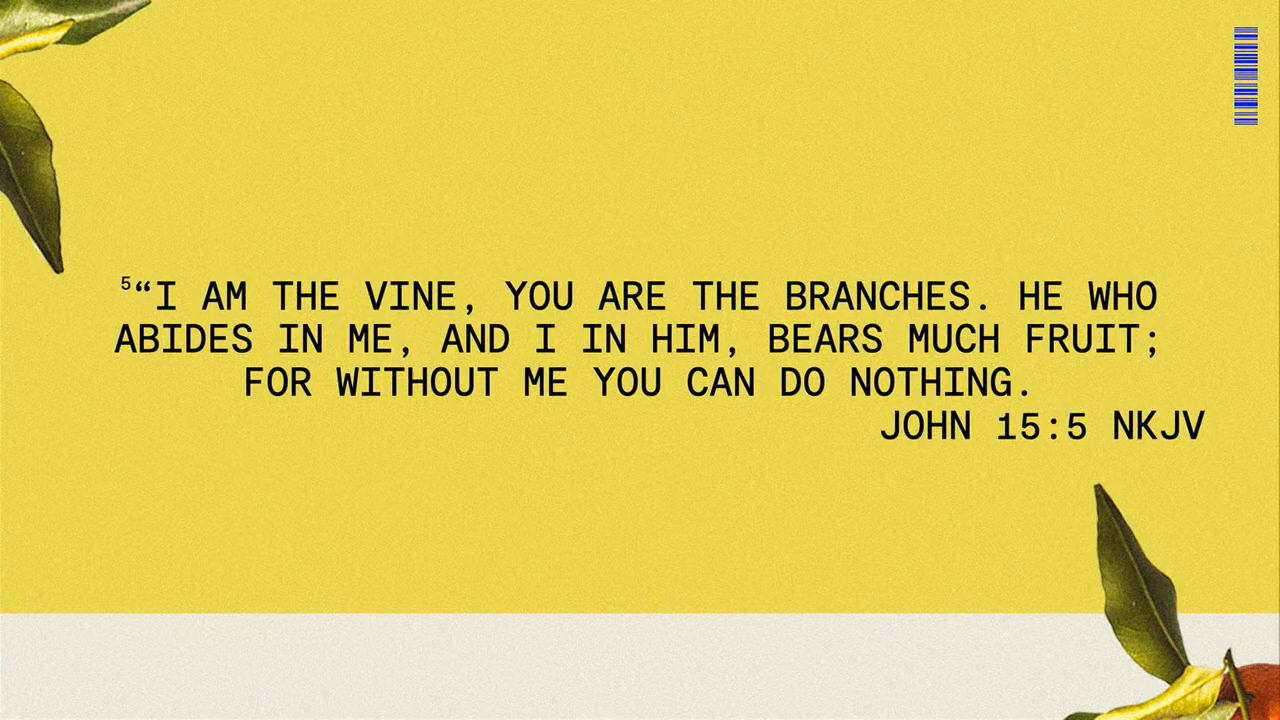 ⁵“I AM THE VINE, YOU ARE THE BRANCHES. HE WHO
ABIDES IN ME, AND I IN HIM, BEARS MUCH FRUIT;
FOR WITHOUT ME YOU CAN DO NOTHING.
JOHN 15:5 NKJV